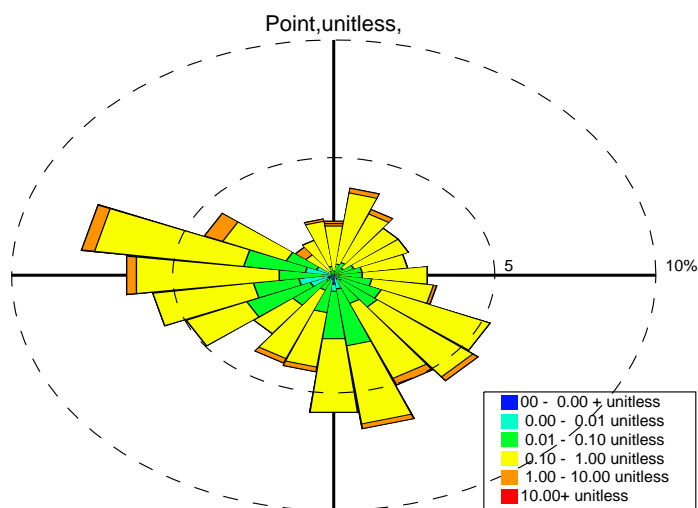 Point,unitless,
5
10%
00 - 0.00 + unitless
0.00 - 0.01 unitless
0.01 - 0.10 unitless
0.10 - 1.00 unitless
1.00 - 10.00 unitless
10.00+ unitless